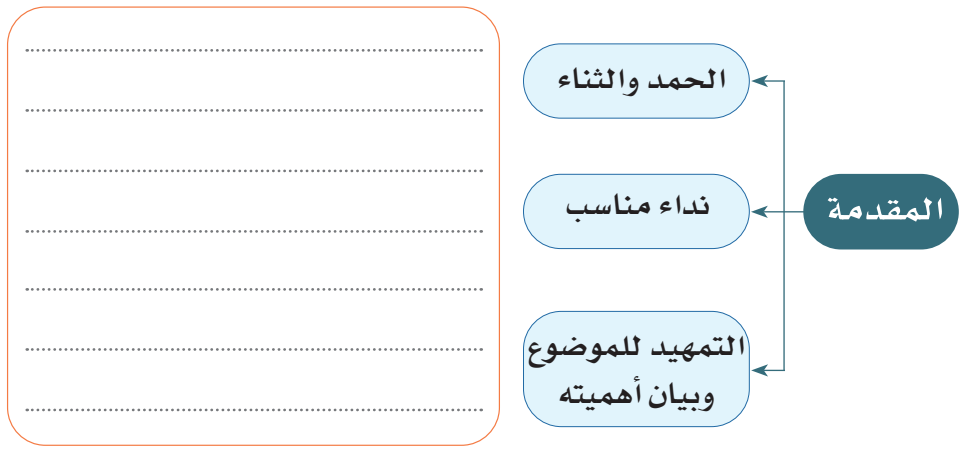 المقدمة
الحمد والثناء
نداء مناسب
التمهيد للموضوع
وبيان أهميته